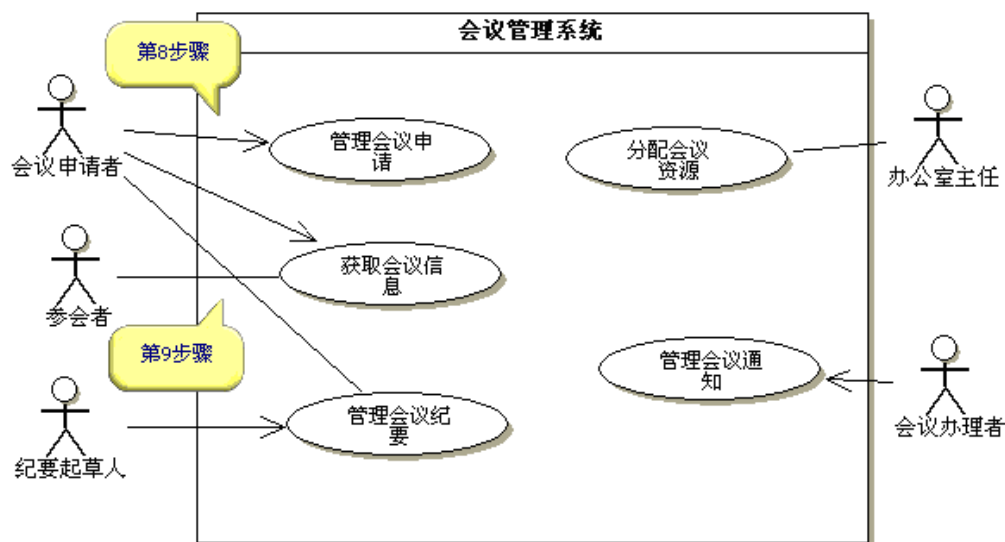 会议管理系统
第8步骤
会议申请者
管理会议申
请
分配会议
资源
办公室主任
获取会议信
息
参会者
第9步骤
管理会议通
知
管理会议纪
要
会议办理者
纪要起草人